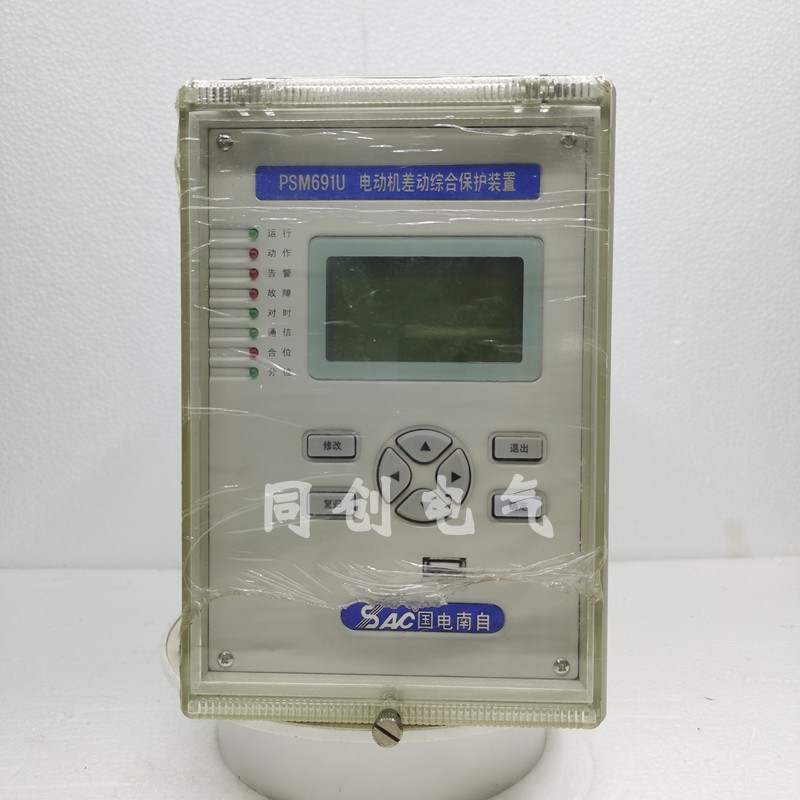 PSM691U 电动机差动综合保护装置
运行
动作
告警
故障
对时
通信
合位
分位
修改
退出
复归
同创电气
SAC国电南自